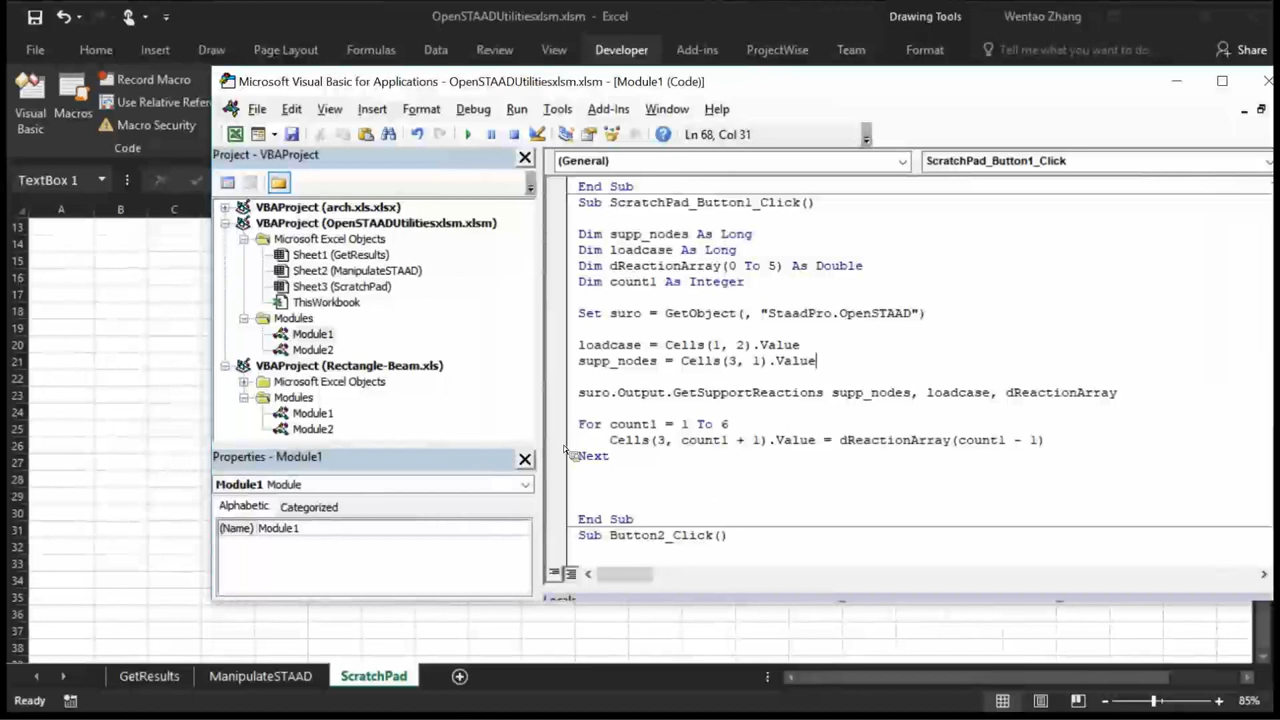 OpenSTAADUtilitiesxlsm.xlsm - Excel
Drawing Tools
Wentao Zhang
File Home Insert Draw Page Layout Formulas Data Review View Developer Add-ins ProjectWise Team Format Tell me what you want to do. Share
Visual Basic
Macros
Record Macro
Use Relative Refer
Macro Security
Code
TextBox 1
A B C
13
14
15
16
17
18
19
20
21
22
23
24
25
26
27
28
29
30
31
32
33
34
35
36
37
38
Microsoft Visual Basic for Applications - OpenSTAADUtilitiesxlsm.xlsm - [Module1 (Code)]
File Edit View Insert Format Debug Run Tools Add-Ins Window Help
Ln 68, Col 31
Project - VBAProject
VBAProject (arch.xls.xlsx)
VBAProject (OpenSTAADUtilitiesxlsm.xlsm)
Microsoft Excel Objects
Sheet1 (GetResults)
Sheet2 (ManipulateSTAAD)
Sheet3 (ScratchPad)
ThisWorkbook
Modules
Module1
Module2
VBAProject (Rectangle-Beam.xls)
Microsoft Excel Objects
Modules
Module1
Module2
Properties - Module1
Module1 Module
Alphabetic Categorized
(Name) Module1
(General)
ScratchPad_Button1_Click
End Sub
Sub ScratchPad_Button1_Click()
Dim supp_nodes As Long
Dim loadcase As Long
Dim dReactionArray(0 To 5) As Double
Dim count1 As Integer
Set suro = GetObject(, "StaadPro.OpenSTAAD")
loadcase = Cells(1, 2).Value
supp_nodes = Cells(3, 1).Value
suro.Output.GetSupportReactions supp_nodes, loadcase, dReactionArray
For count1 = 1 To 6
Cells(3, count1 + 1).Value = dReactionArray(count1 - 1)
Next
End Sub
Sub Button2_Click()
GetResults ManipulateSTAAD ScratchPad
Ready
85%